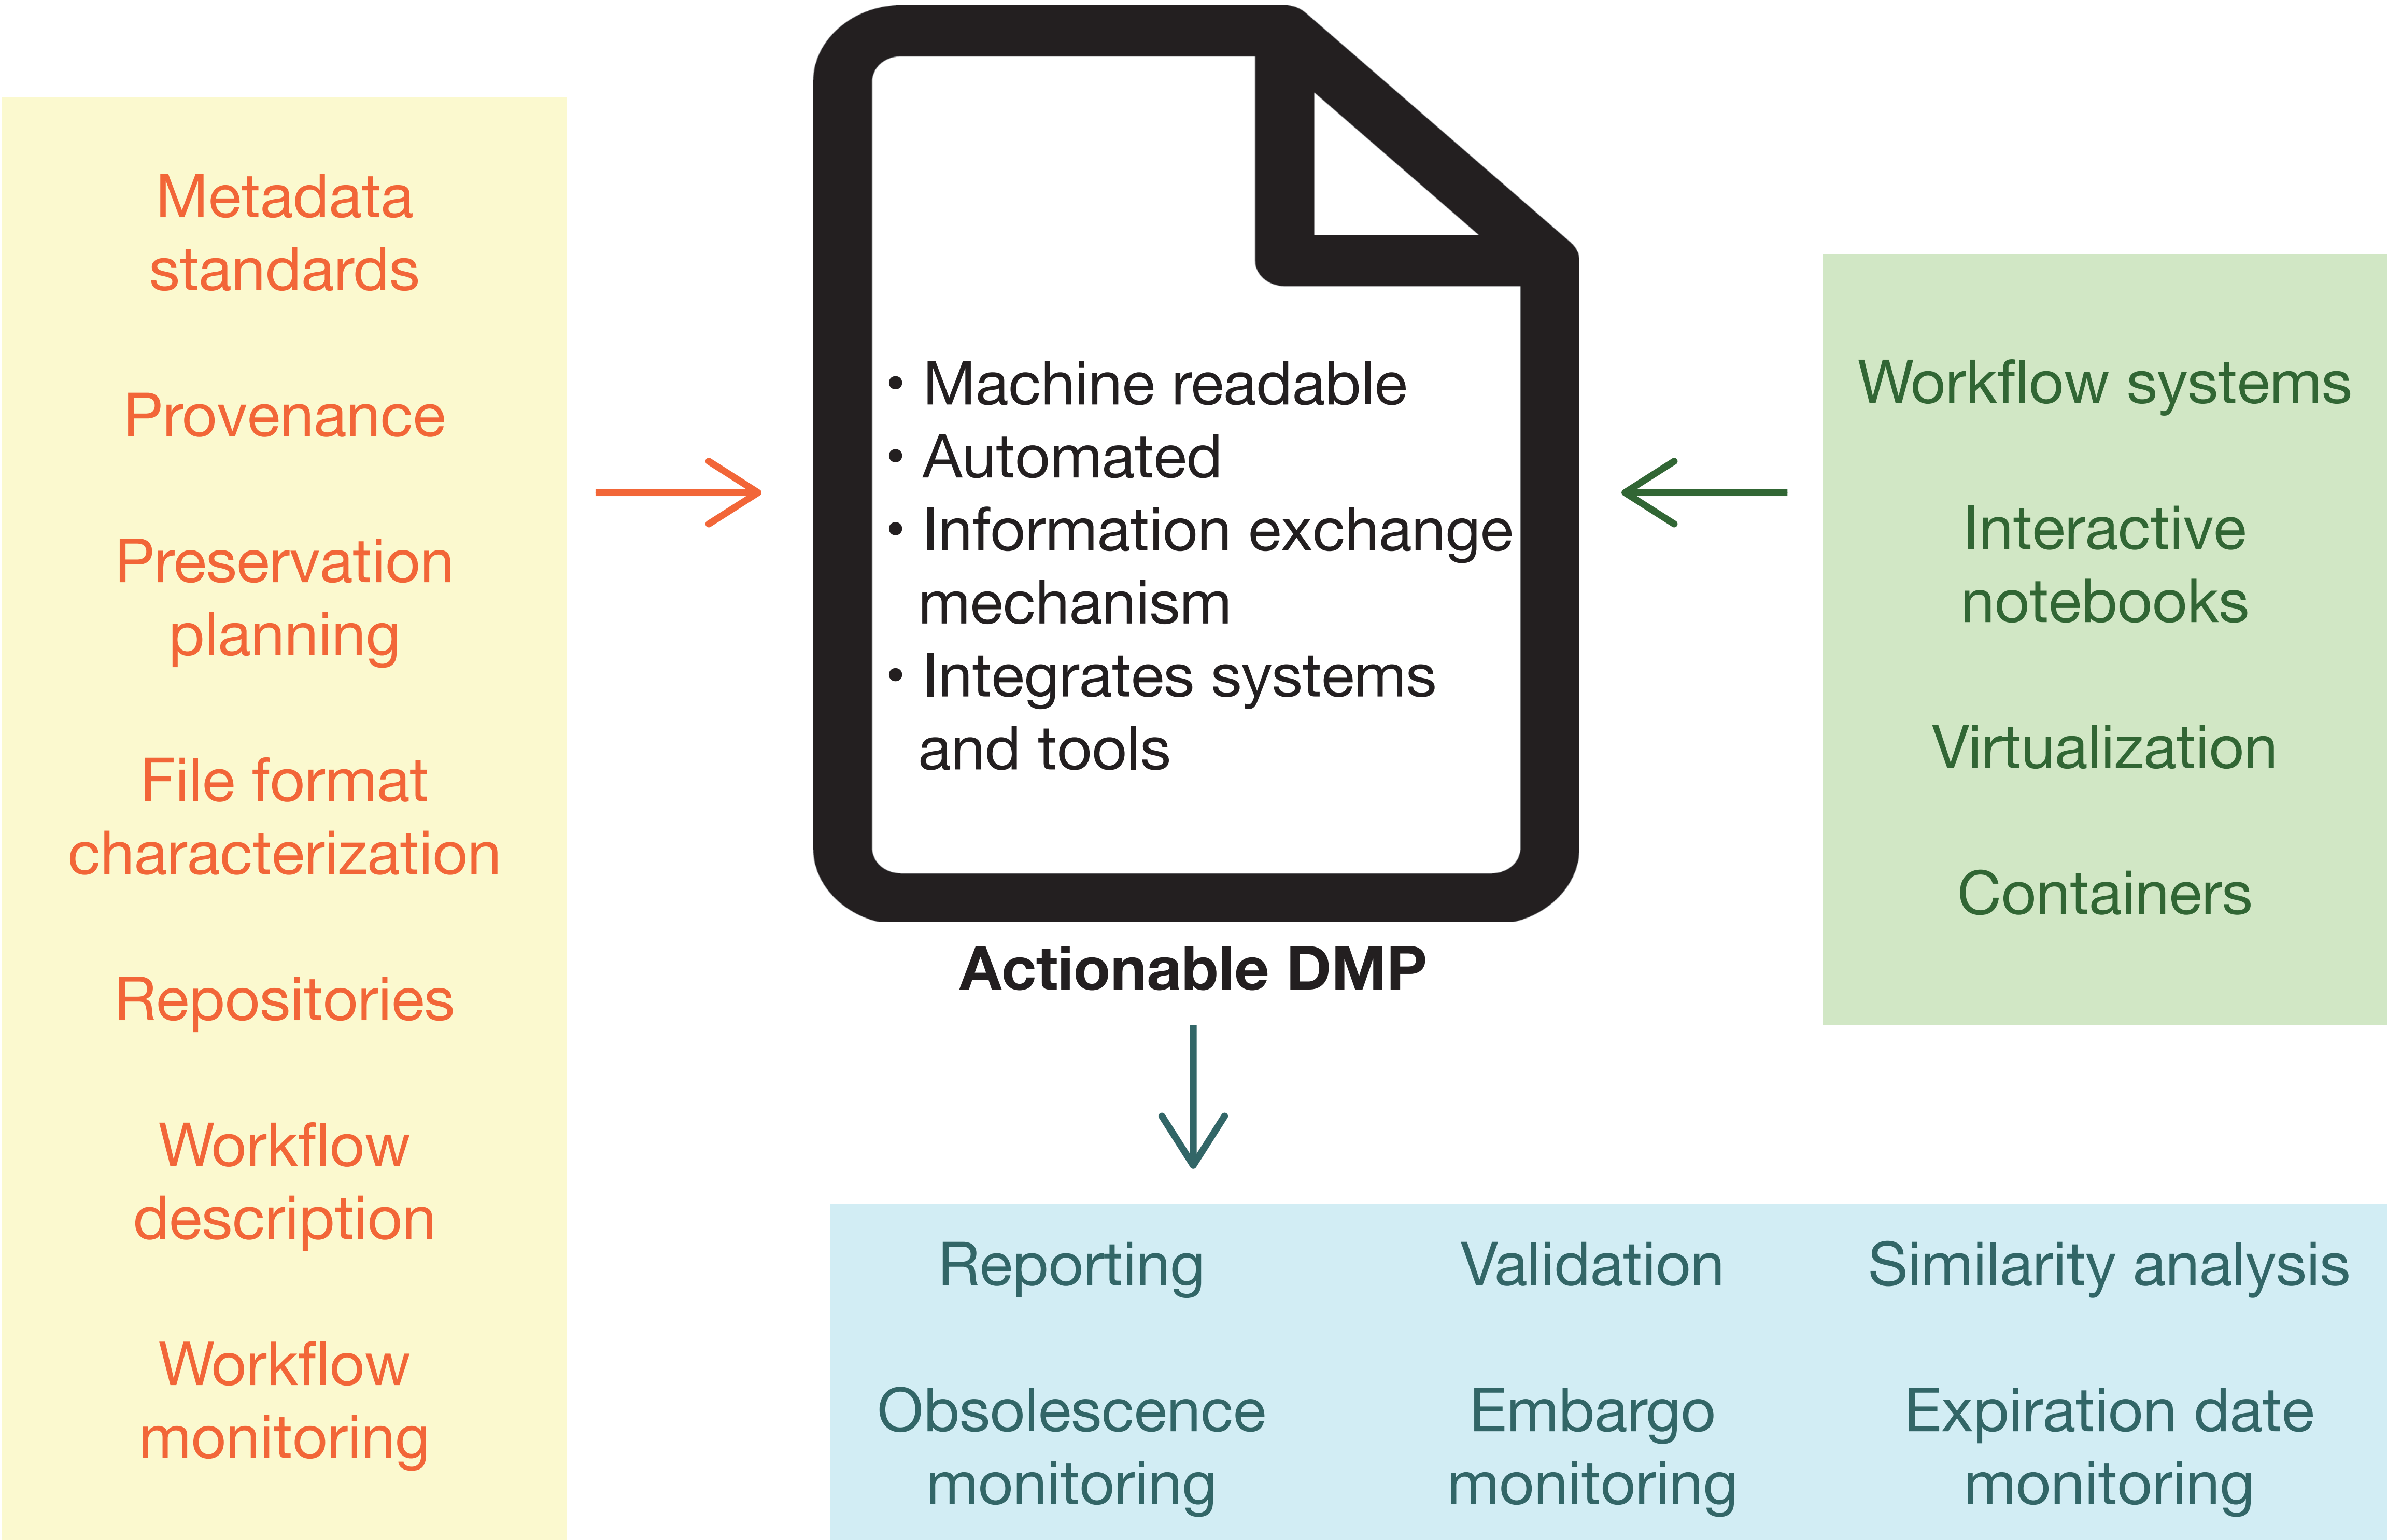 Metadata
standards
Provenance
Preservation
planning
File format
characterization
Repositories
Workflow
description
Workflow
monitoring
• Machine readable
• Automated
• Information exchange
mechanism
• Integrates systems
and tools
Actionable DMP
Workflow systems
Interactive
notebooks
Virtualization
Containers
Reporting
Validation
Similarity analysis
Obsolescence
monitoring
Embargo
monitoring
Expiration date
monitoring